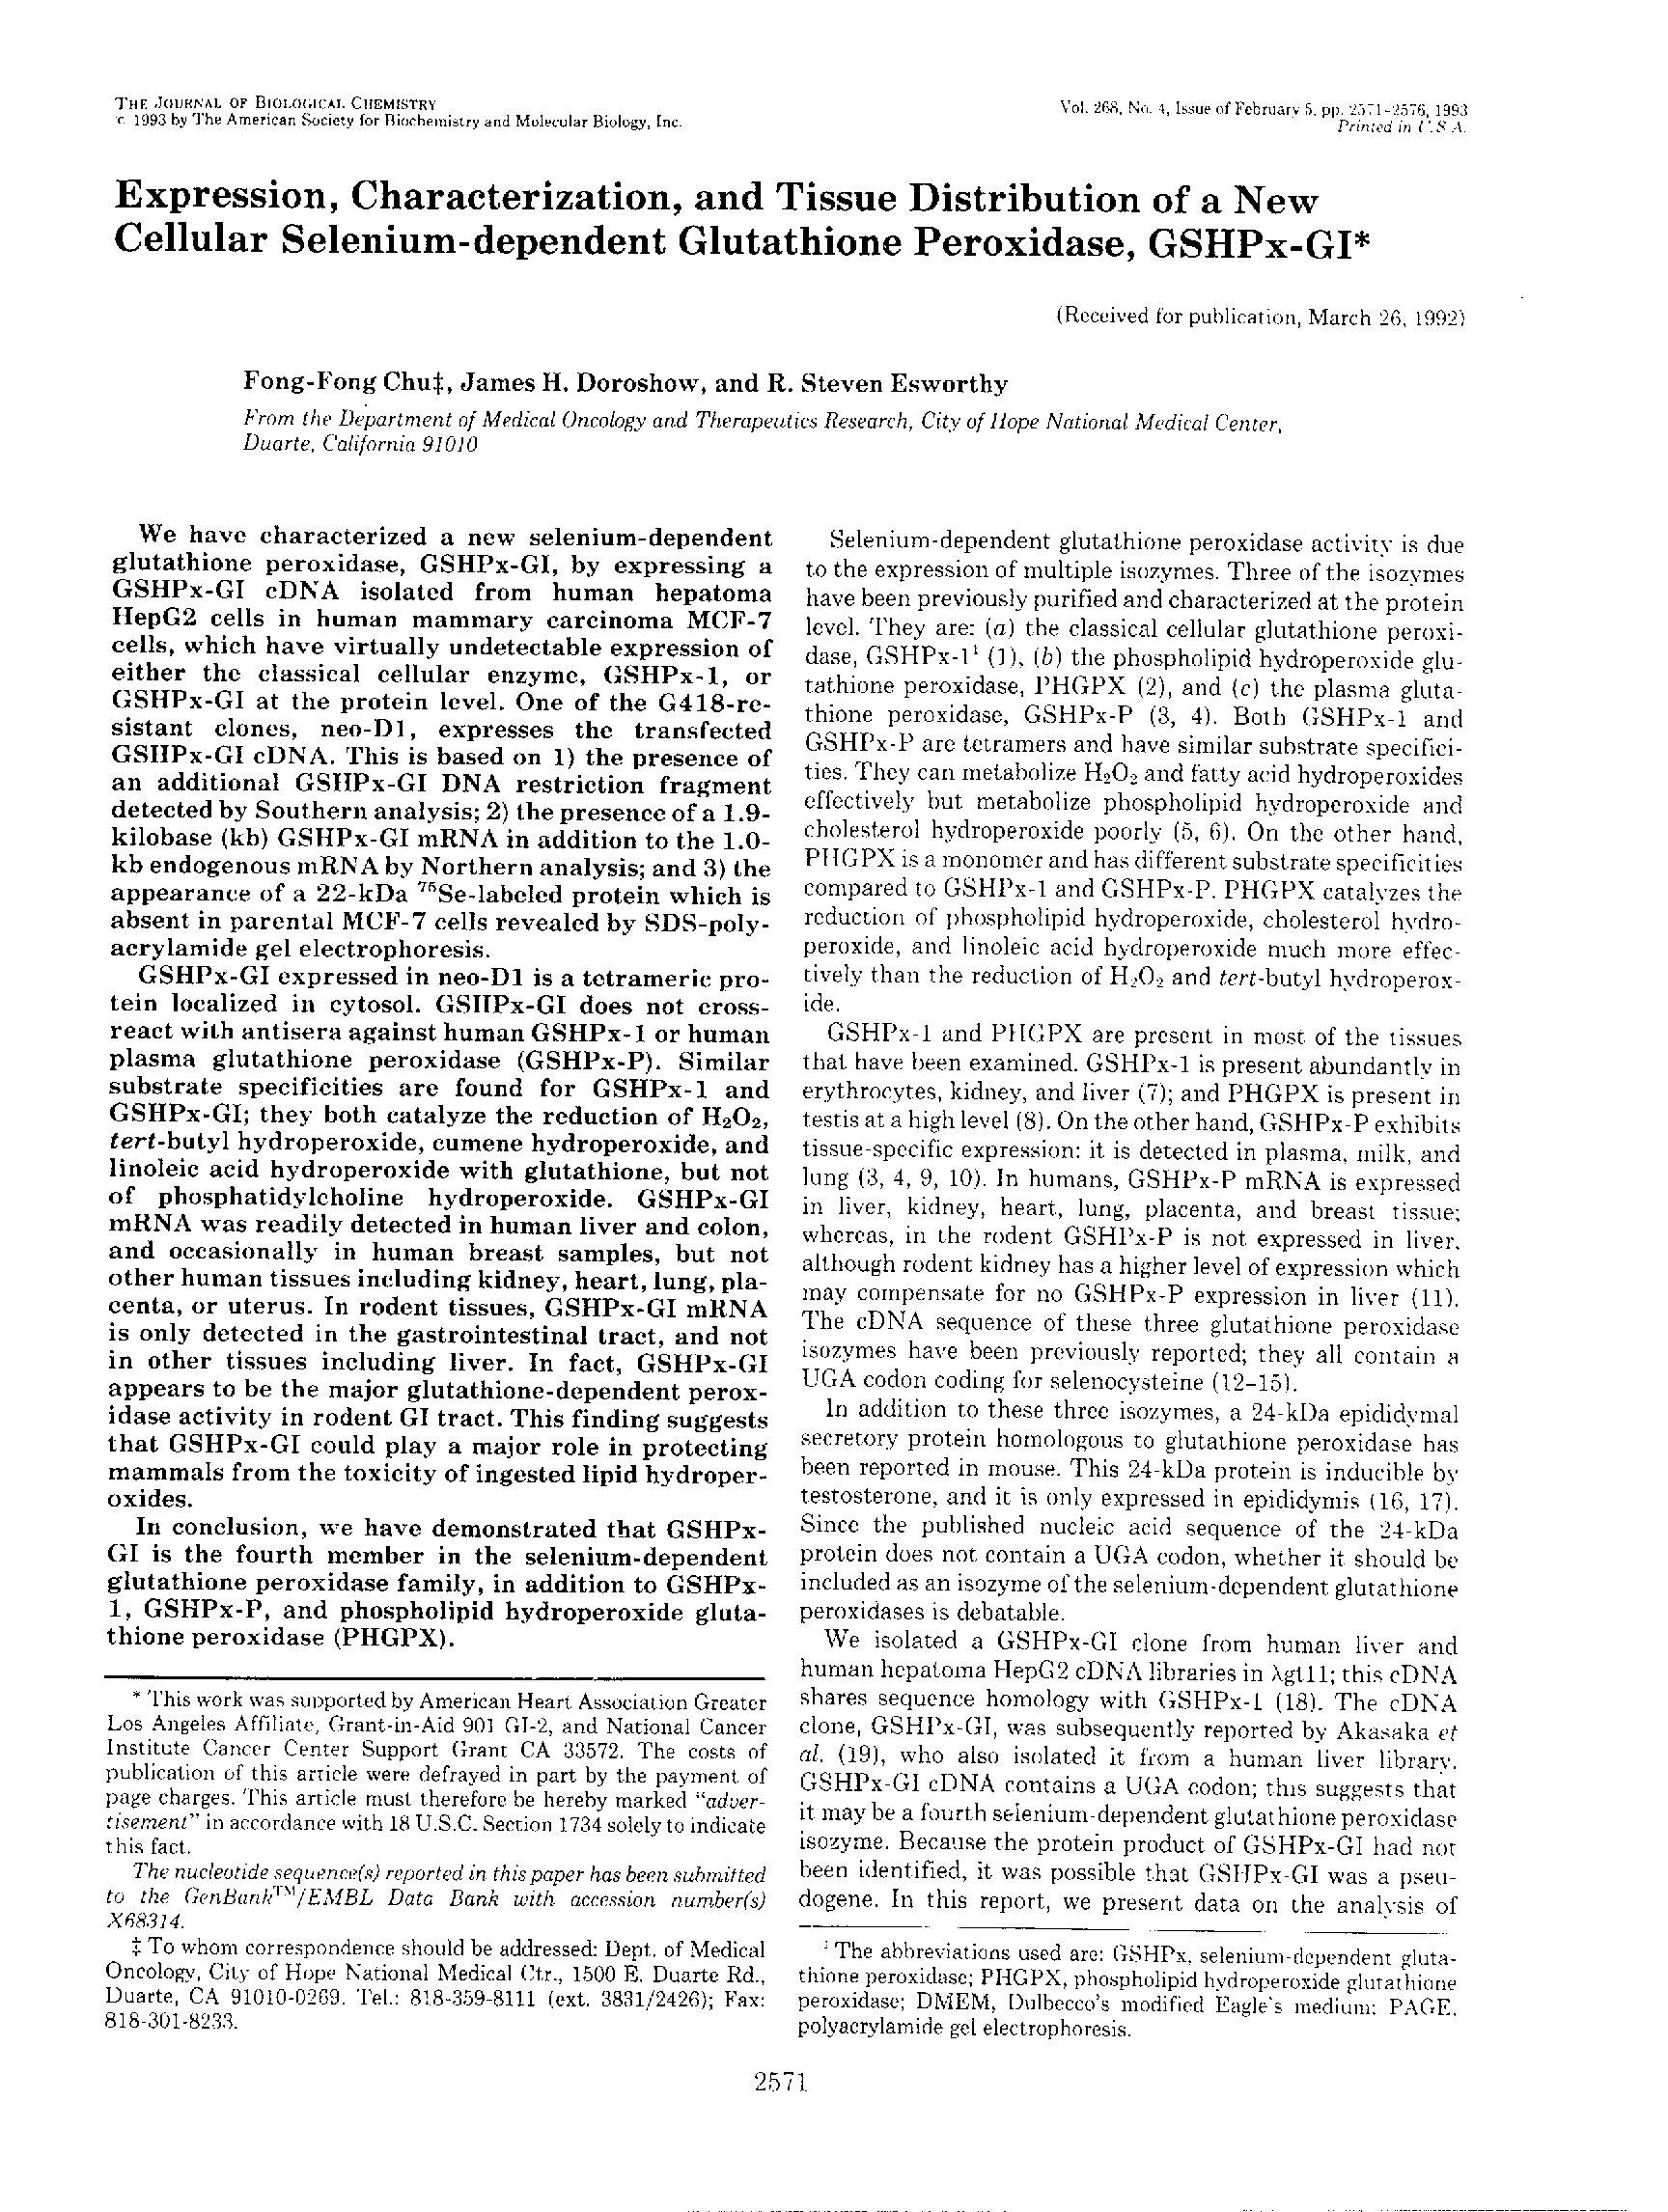 THE JOURNAL OF BIOLOGICAL CHEMISTRY
© 1993 by The American Society for Biochemistry and Molecular Biology, Inc.
Vol. 268, No. 4, Issue of February 5, pp. 2571-2576, 1993
Printed in U.S.A.
Expression, Characterization, and Tissue Distribution of a New
Cellular Selenium-dependent Glutathione Peroxidase, GSHPx-GI*
(Received for publication, March 26, 1992)
Fong-Fong Chu‡, James H. Doroshow, and R. Steven Esworthy
From the Department of Medical Oncology and Therapeutics Research, City of Hope National Medical Center,
Duarte, California 91010
We have characterized a new selenium-dependent
glutathione peroxidase, GSHPx-GI, by expressing a
GSHPx-GI cDNA isolated from human hepatoma
HepG2 cells in human mammary carcinoma MCF-7
cells, which have virtually undetectable expression of
either the classical cellular enzyme, GSHPx-1, or
GSHPx-GI at the protein level. One of the G418-re-
sistant clones, neo-D1, expresses the transfected
GSHPx-GI cDNA. This is based on 1) the presence of
an additional GSHPx-GI DNA restriction fragment
detected by Southern analysis; 2) the presence of a 1.9-
kilobase (kb) GSHPx-GI mRNA in addition to the 1.0-
kb endogenous mRNA by Northern analysis; and 3) the
appearance of a 22-kDa ⁷⁵Se-labeled protein which is
absent in parental MCF-7 cells revealed by SDS-poly-
acrylamide gel electrophoresis.
GSHPx-GI expressed in neo-D1 is a tetrameric pro-
tein localized in cytosol. GSHPx-GI does not cross-
react with antisera against human GSHPx-1 or human
plasma glutathione peroxidase (GSHPx-P). Similar
substrate specificities are found for GSHPx-1 and
GSHPx-GI; they both catalyze the reduction of H₂O₂,
tert-butyl hydroperoxide, cumene hydroperoxide, and
linoleic acid hydroperoxide with glutathione, but not
of phosphatidylcholine hydroperoxide. GSHPx-GI
mRNA was readily detected in human liver and colon,
and occasionally in human breast samples, but not
other human tissues including kidney, heart, lung, pla-
centa, or uterus. In rodent tissues, GSHPx-GI mRNA
is only detected in the gastrointestinal tract, and not
in other tissues including liver. In fact, GSHPx-GI
appears to be the major glutathione-dependent perox-
idase activity in rodent GI tract. This finding suggests
that GSHPx-GI could play a major role in protecting
mammals from the toxicity of ingested lipid hydroper-
oxides.
In conclusion, we have demonstrated that GSHPx-
GI is the fourth member in the selenium-dependent
glutathione peroxidase family, in addition to GSHPx-
1, GSHPx-P, and phospholipid hydroperoxide gluta-
thione peroxidase (PHGPX).
* This work was supported by American Heart Association Greater
Los Angeles Affiliate, Grant-in-Aid 901 GI-2, and National Cancer
Institute Cancer Center Support Grant CA 33572. The costs of
publication of this article were defrayed in part by the payment of
page charges. This article must therefore be hereby marked "adver-
tisement" in accordance with 18 U.S.C. Section 1734 solely to indicate
this fact.
The nucleotide sequence(s) reported in this paper has been submitted
to the GenBank™/EMBL Data Bank with accession number(s)
X68314.
‡ To whom correspondence should be addressed: Dept. of Medical
Oncology, City of Hope National Medical Ctr., 1500 E. Duarte Rd.,
Duarte, CA 91010-0269. Tel.: 818-359-8111 (ext. 3831/2426); Fax:
818-301-8233.
Selenium-dependent glutathione peroxidase activity is due
to the expression of multiple isozymes. Three of the isozymes
have been previously purified and characterized at the protein
level. They are: (a) the classical cellular glutathione peroxi-
dase, GSHPx-1¹ (1), (b) the phospholipid hydroperoxide glu-
tathione peroxidase, PHGPX (2), and (c) the plasma gluta-
thione peroxidase, GSHPx-P (3, 4). Both GSHPx-1 and
GSHPx-P are tetramers and have similar substrate specifici-
ties. They can metabolize H₂O₂ and fatty acid hydroperoxides
effectively but metabolize phospholipid hydroperoxide and
cholesterol hydroperoxide poorly (5, 6). On the other hand,
PHGPX is a monomer and has different substrate specificities
compared to GSHPx-1 and GSHPx-P. PHGPX catalyzes the
reduction of phospholipid hydroperoxide, cholesterol hydro-
peroxide, and linoleic acid hydroperoxide much more effec-
tively than the reduction of H₂O₂ and tert-butyl hydroperox-
ide.
GSHPx-1 and PHGPX are present in most of the tissues
that have been examined. GSHPx-1 is present abundantly in
erythrocytes, kidney, and liver (7); and PHGPX is present in
testis at a high level (8). On the other hand, GSHPx-P exhibits
tissue-specific expression: it is detected in plasma, milk, and
lung (3, 4, 9, 10). In humans, GSHPx-P mRNA is expressed
in liver, kidney, heart, lung, placenta, and breast tissue;
whereas, in the rodent GSHPx-P is not expressed in liver,
although rodent kidney has a higher level of expression which
may compensate for no GSHPx-P expression in liver (11).
The cDNA sequence of these three glutathione peroxidase
isozymes have been previously reported; they all contain a
UGA codon coding for selenocysteine (12-15).
In addition to these three isozymes, a 24-kDa epididymal
secretory protein homologous to glutathione peroxidase has
been reported in mouse. This 24-kDa protein is inducible by
testosterone, and it is only expressed in epididymis (16, 17).
Since the published nucleic acid sequence of the 24-kDa
protein does not contain a UGA codon, whether it should be
included as an isozyme of the selenium-dependent glutathione
peroxidases is debatable.
We isolated a GSHPx-GI clone from human liver and
human hepatoma HepG2 cDNA libraries in λgt11; this cDNA
shares sequence homology with GSHPx-1 (18). The cDNA
clone, GSHPx-GI, was subsequently reported by Akasaka et
al. (19), who also isolated it from a human liver library.
GSHPx-GI cDNA contains a UGA codon; this suggests that
it may be a fourth selenium-dependent glutathione peroxidase
isozyme. Because the protein product of GSHPx-GI had not
been identified, it was possible that GSHPx-GI was a pseu-
dogene. In this report, we present data on the analysis of
¹ The abbreviations used are: GSHPx, selenium-dependent gluta-
thione peroxidase; PHGPX, phospholipid hydroperoxide glutathione
peroxidase; DMEM, Dulbecco's modified Eagle's medium; PAGE,
polyacrylamide gel electrophoresis.
2571